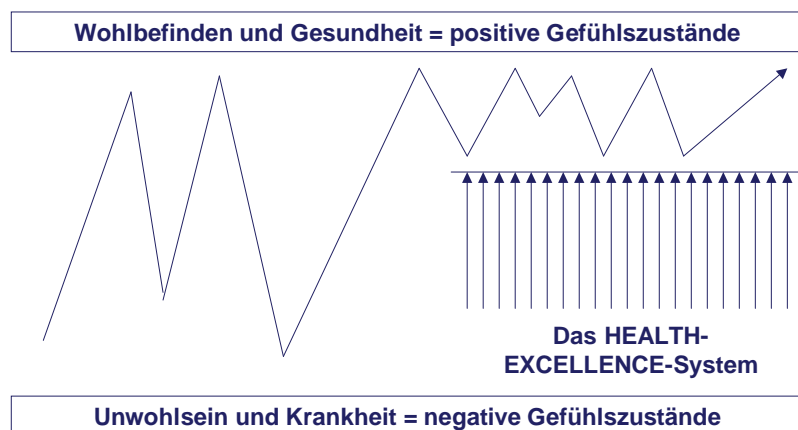 Wohlbefinden und Gesundheit = positive Gefühlszustände
Das HEALTH-
EXCELLENCE-System
Unwohlsein und Krankheit = negative Gefühlszustände